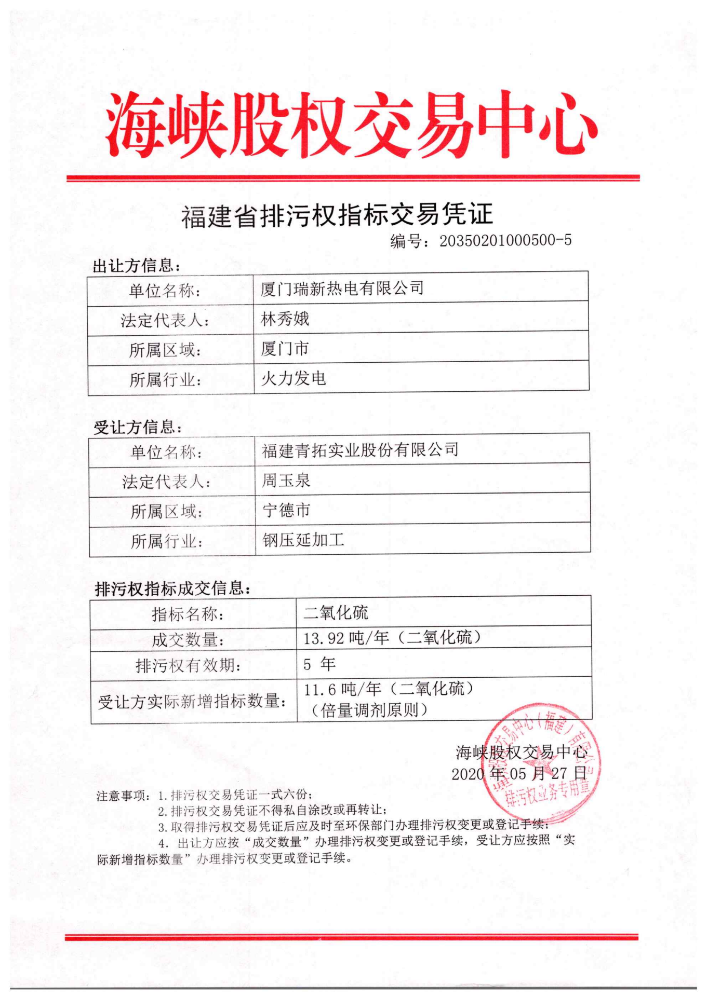 海峡股权交易中心
福建省排污权指标交易凭证
编号：20350201000500-5
出让方信息：
单位名称： 厦门瑞新热电有限公司
法定代表人： 林秀娥
所属区域： 厦门市
所属行业： 火力发电
受让方信息：
单位名称： 福建青拓实业股份有限公司
法定代表人： 周玉泉
所属区域： 宁德市
所属行业： 钢压延加工
排污权指标成交信息：
指标名称： 二氧化硫
成交数量： 13.92 吨/年（二氧化硫）
排污权有效期： 5 年
受让方实际新增指标数量： 11.6 吨/年（二氧化硫）
（倍量调剂原则）
海峡股权交易中心
2020 年 05 月 27 日
海峡股权交易中心（福建）有限公司
排污权业务专用章
注意事项：1.排污权交易凭证一式六份；
2.排污权交易凭证不得私自涂改或再转让；
3.取得排污权交易凭证后应及时至环保部门办理排污权变更或登记手续；
4．出让方应按“成交数量”办理排污权变更或登记手续，受让方应按照“实
际新增指标数量”办理排污权变更或登记手续。